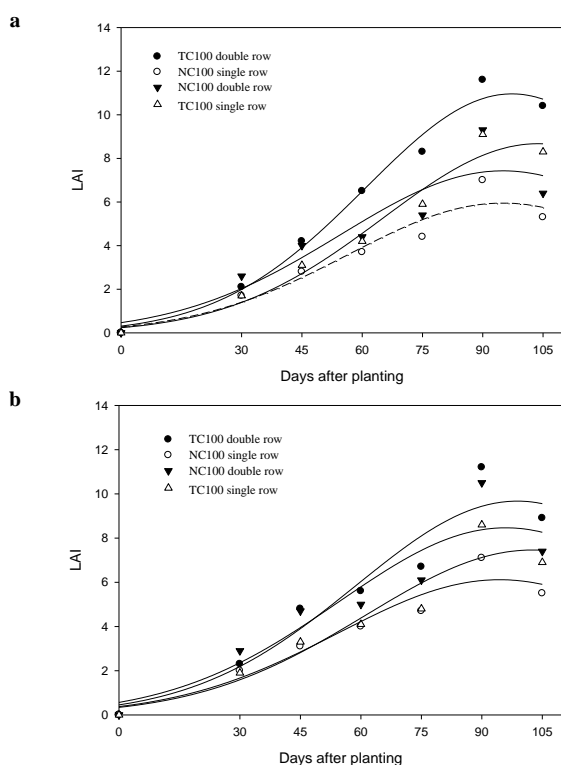 a
14
12
10
8
6
4
2
0
LAI
TC100 double row
NC100 single row
NC100 double row
TC100 single row
0 30 45 60 75 90 105
Days after planting
b
14
12
10
8
6
4
2
0
LAI
TC100 double row
NC100 single row
NC100 double row
TC100 single row
0 30 45 60 75 90 105
Days after planting